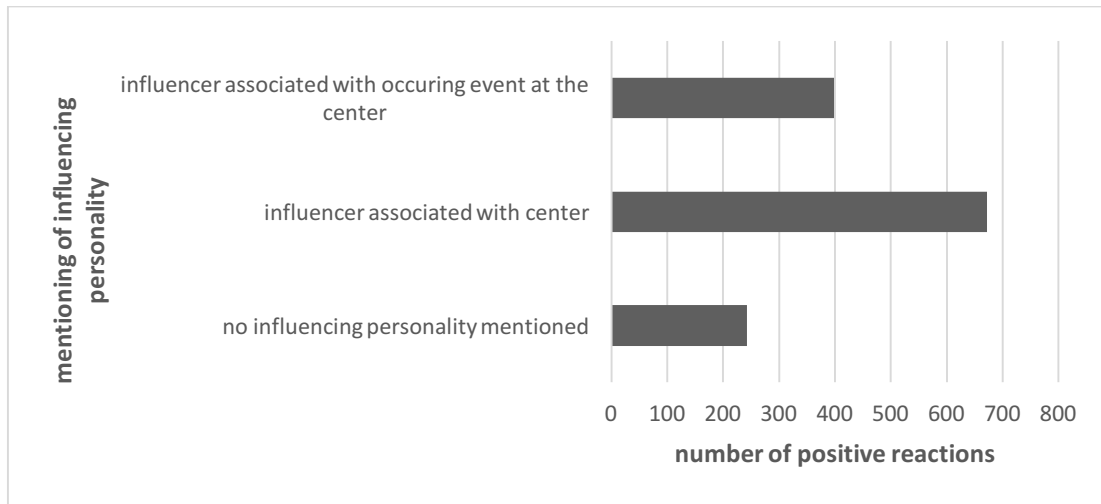 mentioning of influencing
personality
influencer associated with occuring event at the
center
influencer associated with center
no influencing personality mentioned
0 100 200 300 400 500 600 700 800
number of positive reactions